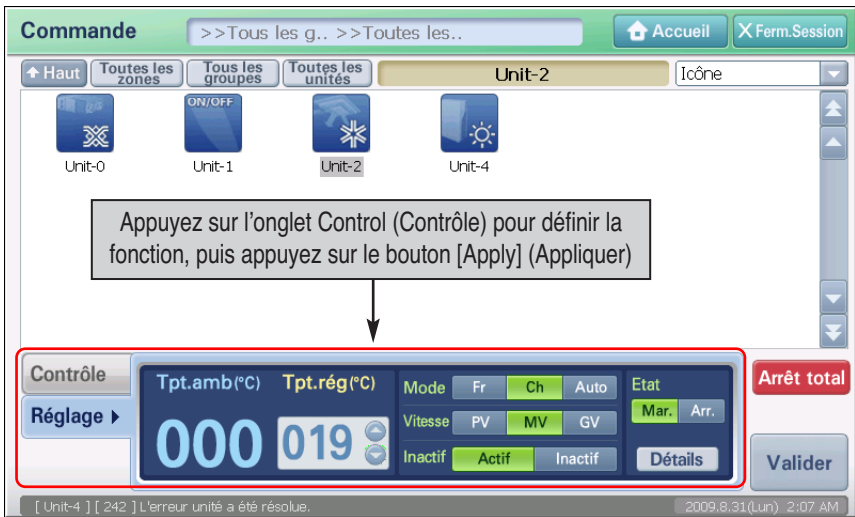 Commande
>>Tous les g.. >>Toutes les..
Accueil
X Ferm.Session
Haut
Toutes les zones
Tous les groupes
Toutes les unités
Unit-2
Icône
ON/OFF
Unit-0
Unit-1
Unit-2
Unit-4
Appuyez sur l'onglet Control (Contrôle) pour définir la
fonction, puis appuyez sur le bouton [Apply] (Appliquer)
Contrôle
Réglage
Tpt.amb(°C)
Tpt.rég(°C)
000
019
Mode Fr Ch Auto
Vitesse PV MV GV
Inactif Actif Inactif
Etat
Mar. Arr.
Détails
Arrêt total
Valider
[ Unit-4 ] [ 242 ] L'erreur unité a été résolue.
2009.8.31(Lun) 2:07 AM